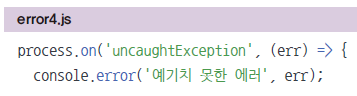 error4.js
process.on('uncaughtException', (err) => {
  console.error('예기치 못한 에러', err);